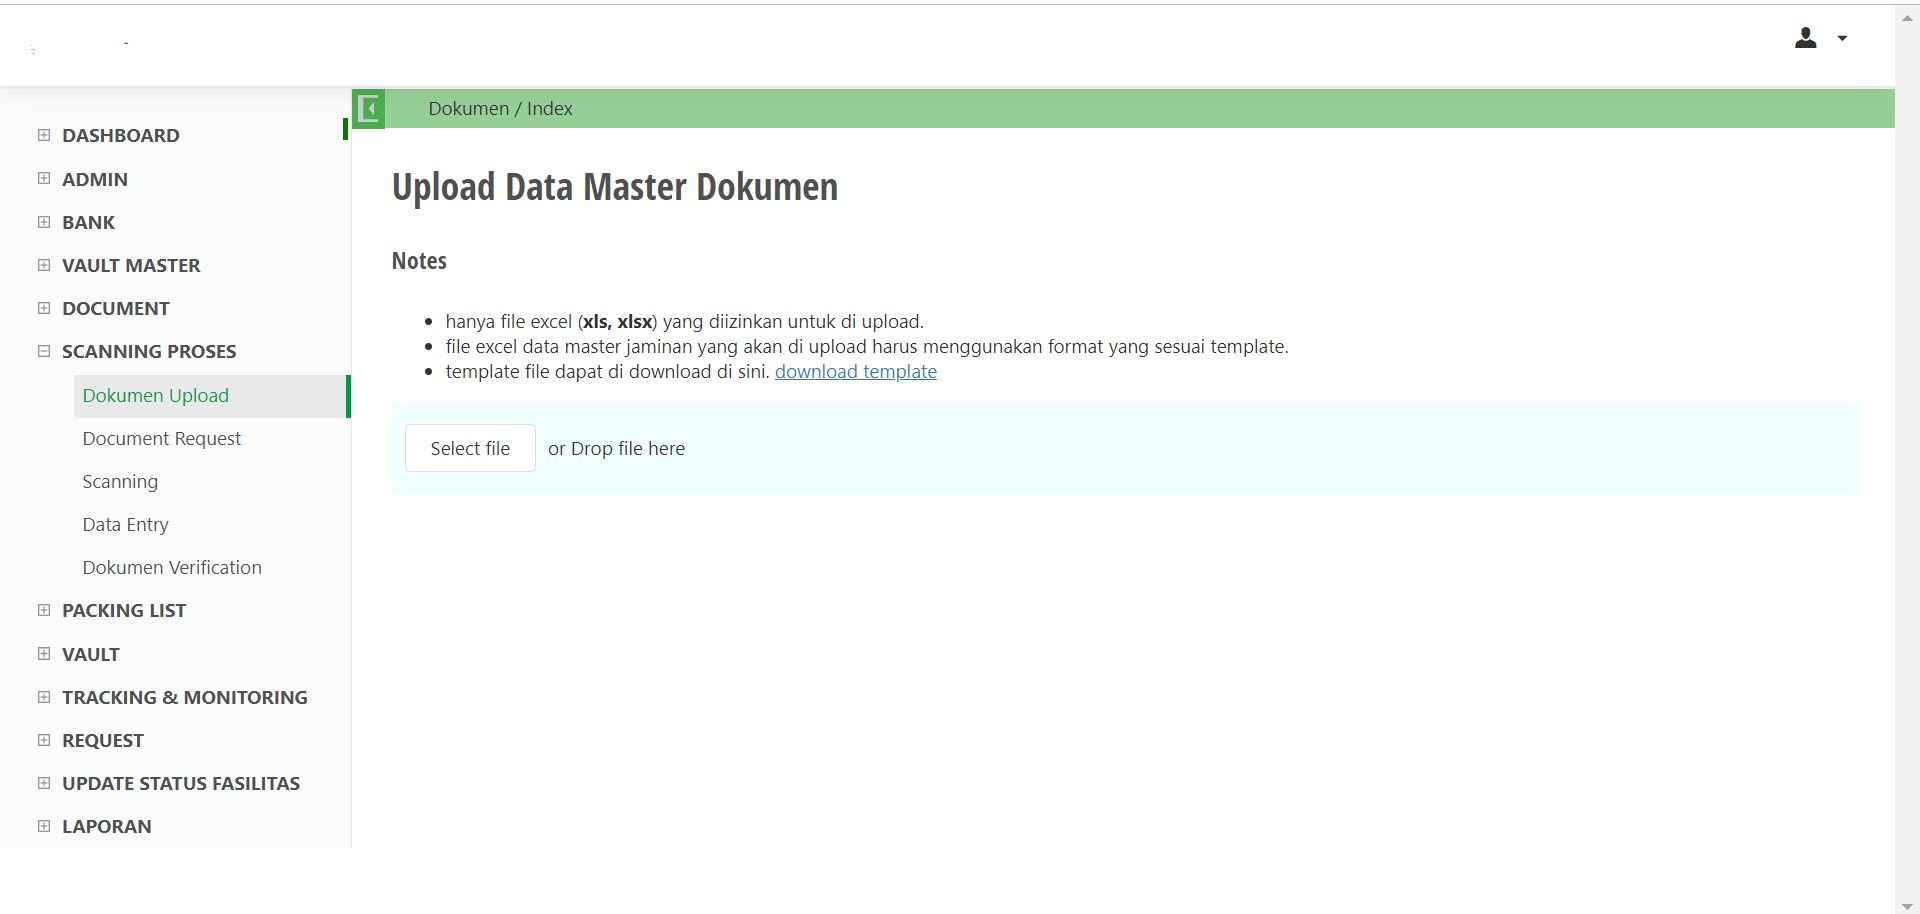 Dokumen / Index
DASHBOARD
ADMIN
BANK
VAULT MASTER
DOCUMENT
SCANNING PROSES
Dokumen Upload
Document Request
Scanning
Data Entry
Dokumen Verification
PACKING LIST
VAULT
TRACKING & MONITORING
REQUEST
UPDATE STATUS FASILITAS
LAPORAN
Upload Data Master Dokumen
Notes
hanya file excel (xls, xlsx) yang diizinkan untuk di upload.
file excel data master jaminan yang akan di upload harus menggunakan format yang sesuai template.
template file dapat di download di sini. download template
Select file or Drop file here